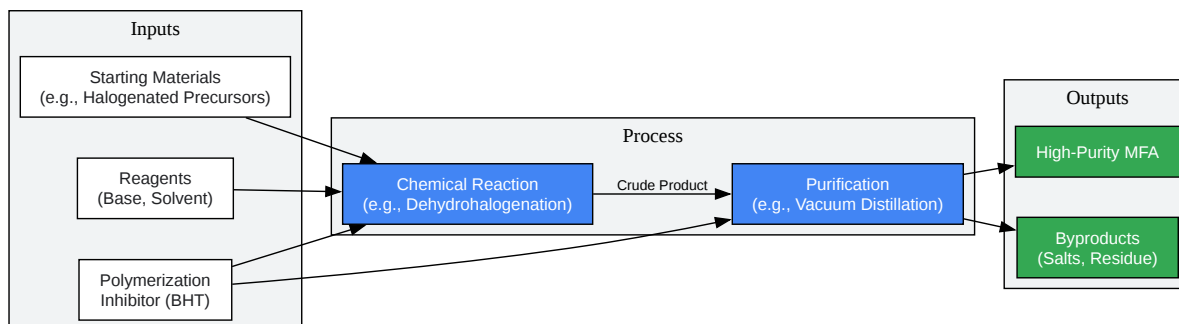 Inputs
Starting Materials
(e.g., Halogenated Precursors)
Reagents
(Base, Solvent)
Polymerization
Inhibitor (BHT)
Process
Chemical Reaction
(e.g., Dehydrohalogenation)
Crude Product
Purification
(e.g., Vacuum Distillation)
Outputs
High-Purity MFA
Byproducts
(Salts, Residue)